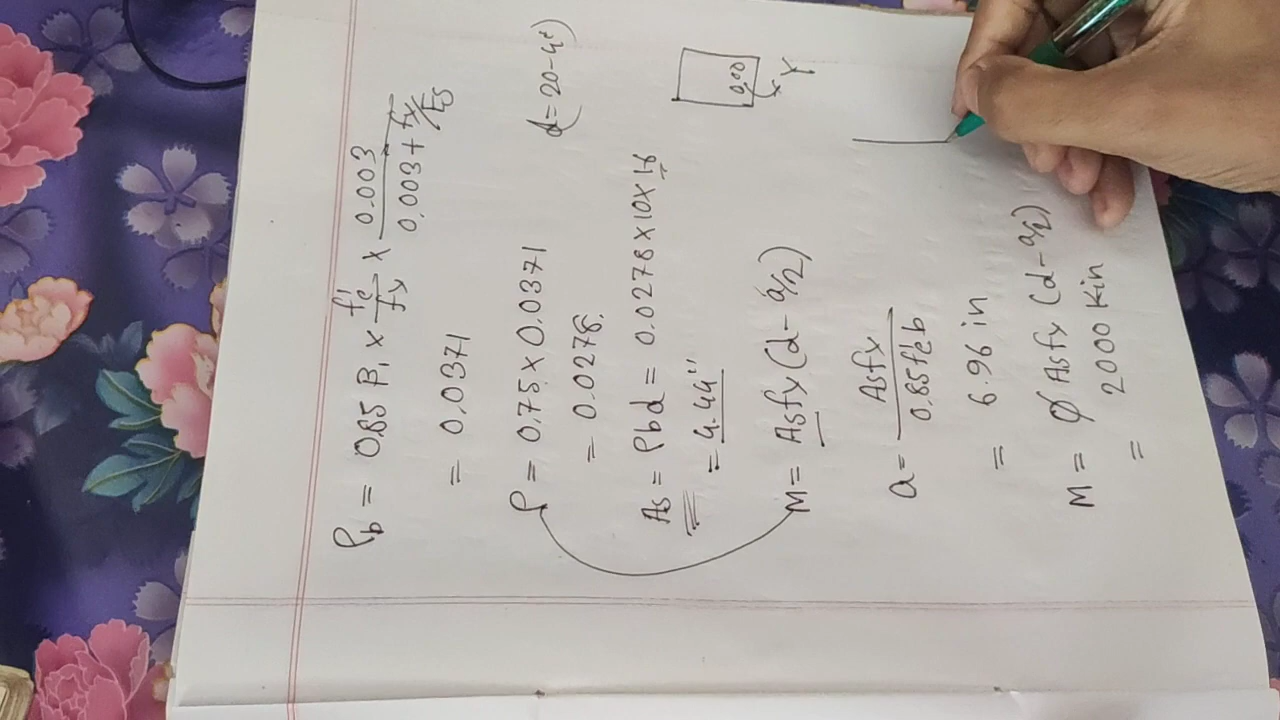 ρb = 0.85 β1 × f'c/fy × 0.003/(0.003 + fy/Es)
= 0.0371
ρ = 0.75 × 0.0371
= 0.0278.
(d = 20-4")
As = ρbd = 0.0278 × 10 × 16
= 4.44"
M = Asfy (d - a/2)
a = Asfy/0.85f'cb
= 6.96 in
M = φ Asfy (d - a/2)
= 2000 Kin